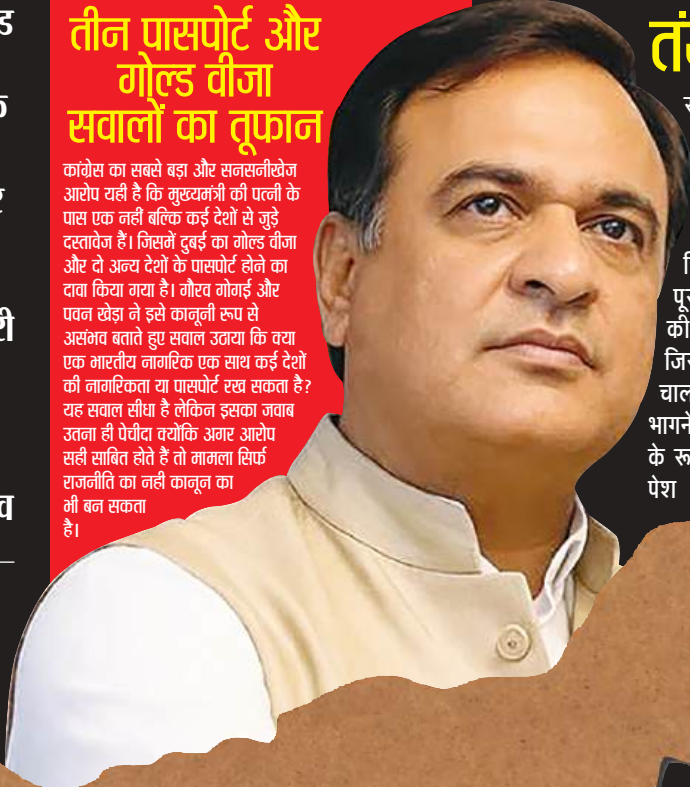 तीन पासपोर्ट और
गोल्ड वीजा
सवालों का तूफान
कांग्रेस का सबसे बड़ा और सनसनीखेज
आरोप यही है कि मुख्यमंत्री की पत्नी के
पास एक नही बल्कि कई देशों से जुड़े
दस्तावेज हैं। जिसमें दुबई का गोल्ड वीजा
और दो अन्य देशों के पासपोर्ट होने का
दावा किया गया है। गौरव गोगई और
पवन खेड़ा ने इसे कानूनी रूप से
असंभव बताते हुए सवाल उठाया कि क्या
एक भारतीय नागरिक एक साथ कई देशों
की नागरिकता या पासपोर्ट रख सकता है?
यह सवाल सीधा है लेकिन इसका जवाब
उतना ही पेचीदा क्योंकि अगर आरोप
सही साबित होते हैं तो मामला सिर्फ
राजनीति का नही कानून का
भी बन सकता
है।
की
भागने
पेश